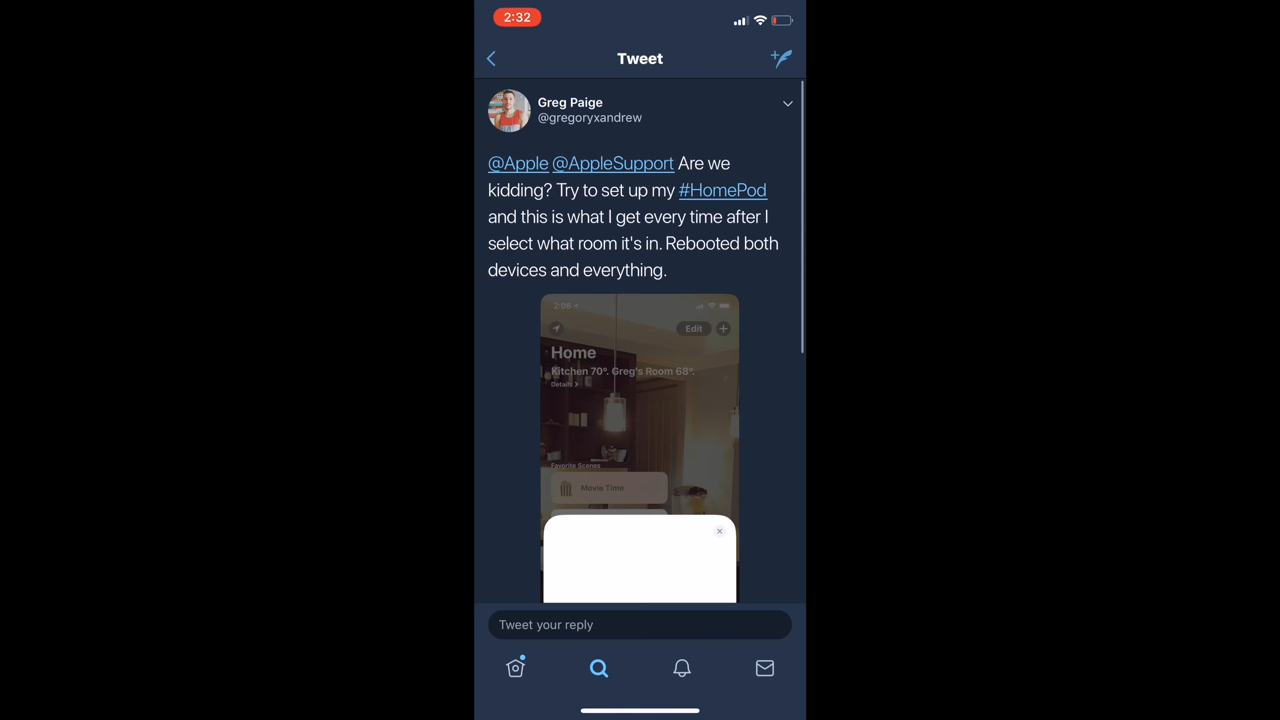 2:32
Tweet
Greg Paige
@gregoryxandrew
@Apple @AppleSupport Are we
kidding? Try to set up my #HomePod
and this is what I get every time after I
select what room it's in. Rebooted both
devices and everything.
2:06
Edit
Home
Kitchen 70°. Greg's Room 68°.
Details
Favorite Scenes
Movie Time
Tweet your reply